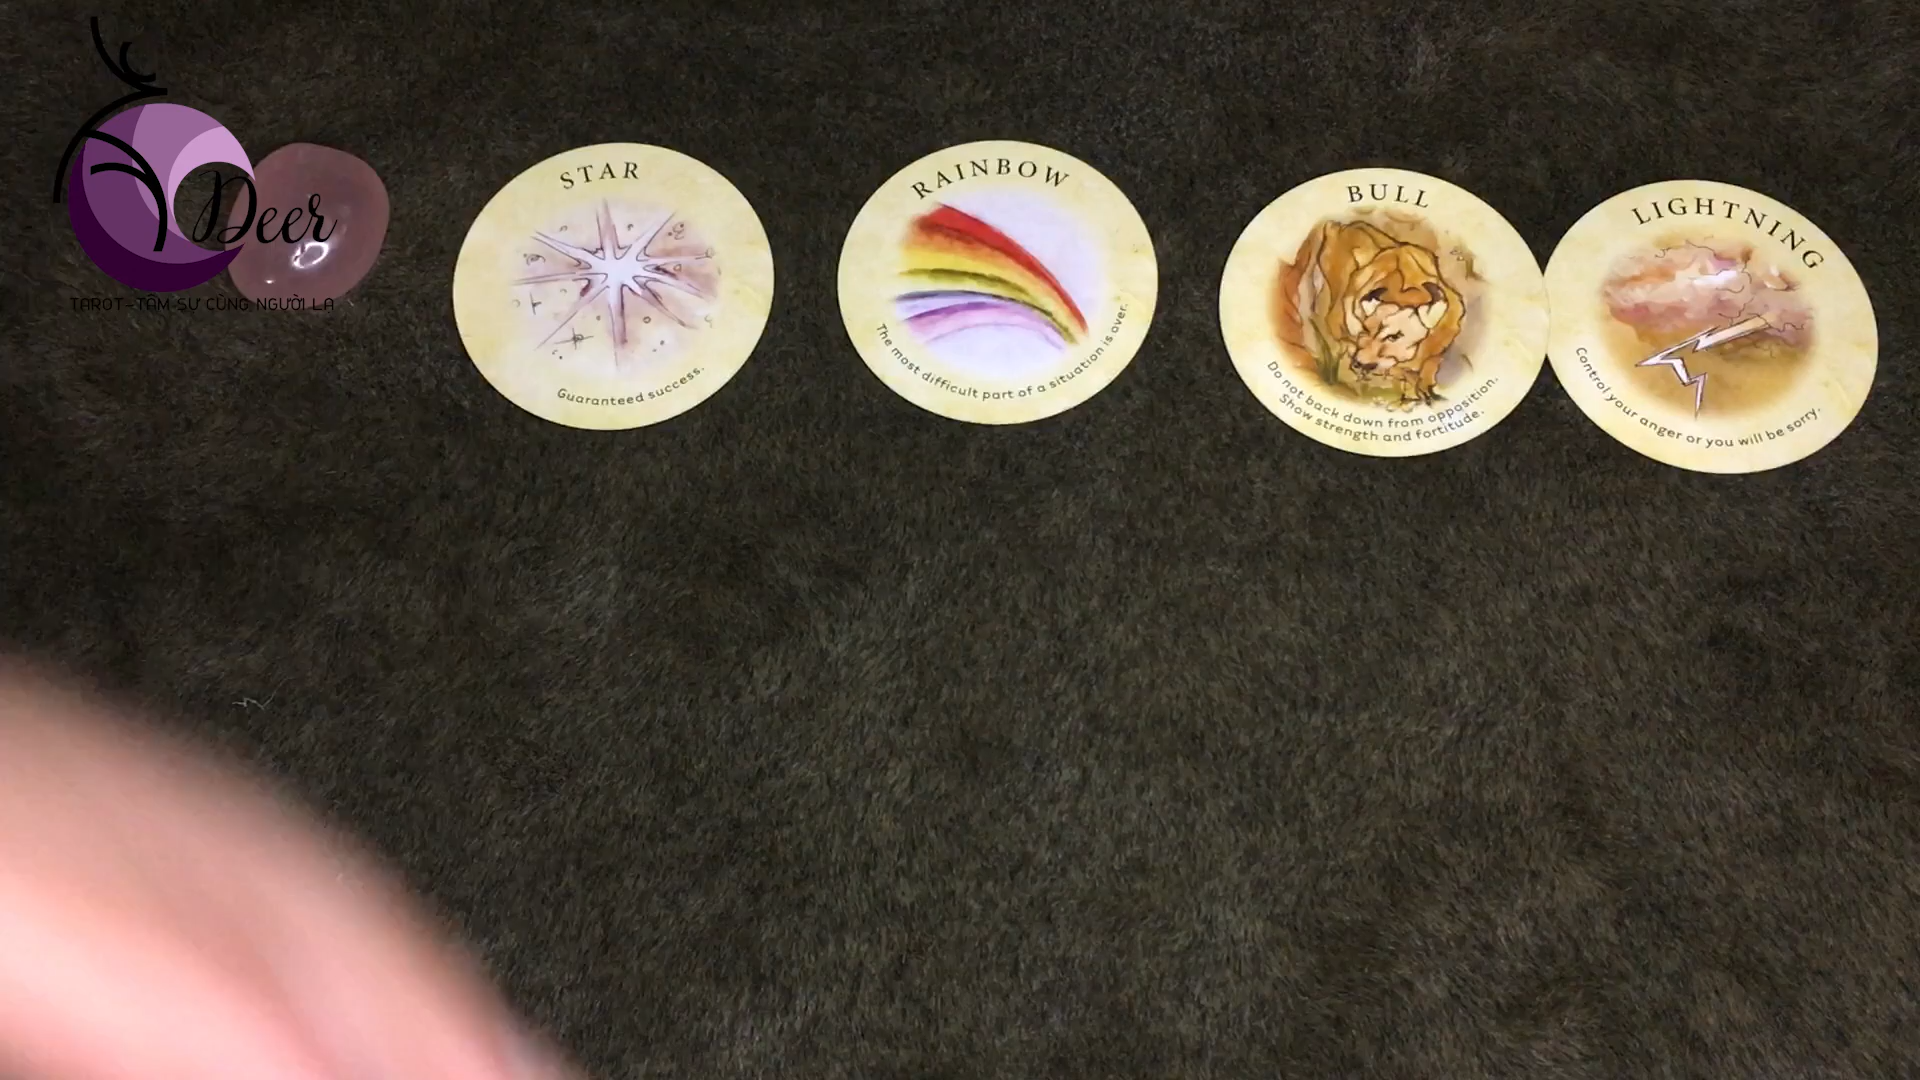 Deer
TAROT-TÂM SỰ CÙNG NGƯỜI LẠ
STAR
Guaranteed success.
RAINBOW
The most difficult part of a situation is over.
BULL
Do not back down from opposition.
Show strength and fortitude.
LIGHTNING
Control your anger or you will be sorry.